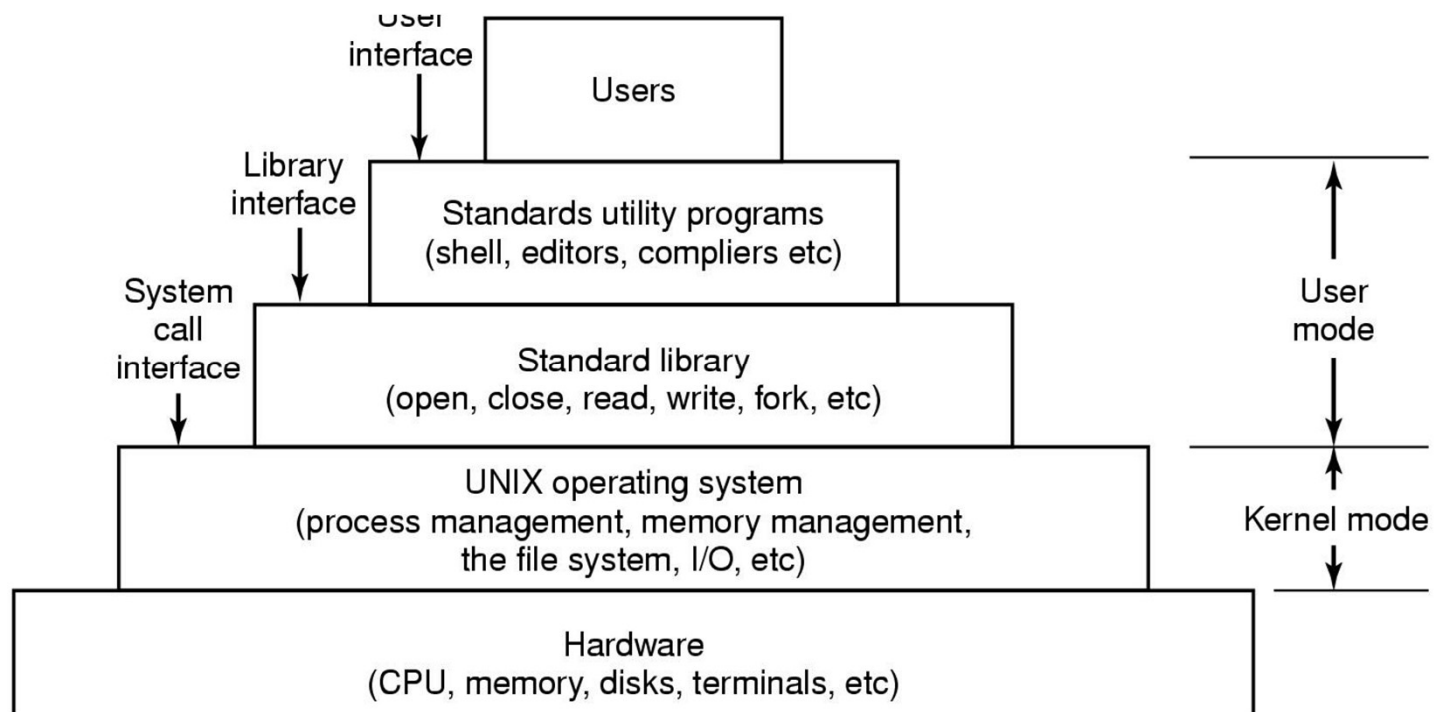 User
interface
Users
Library
interface
Standards utility programs
(shell, editors, compliers etc)
System
call
interface
User
mode
Standard library
(open, close, read, write, fork, etc)
UNIX operating system
(process management, memory management,
the file system, I/O, etc)
Kernel mode
Hardware
(CPU, memory, disks, terminals, etc)